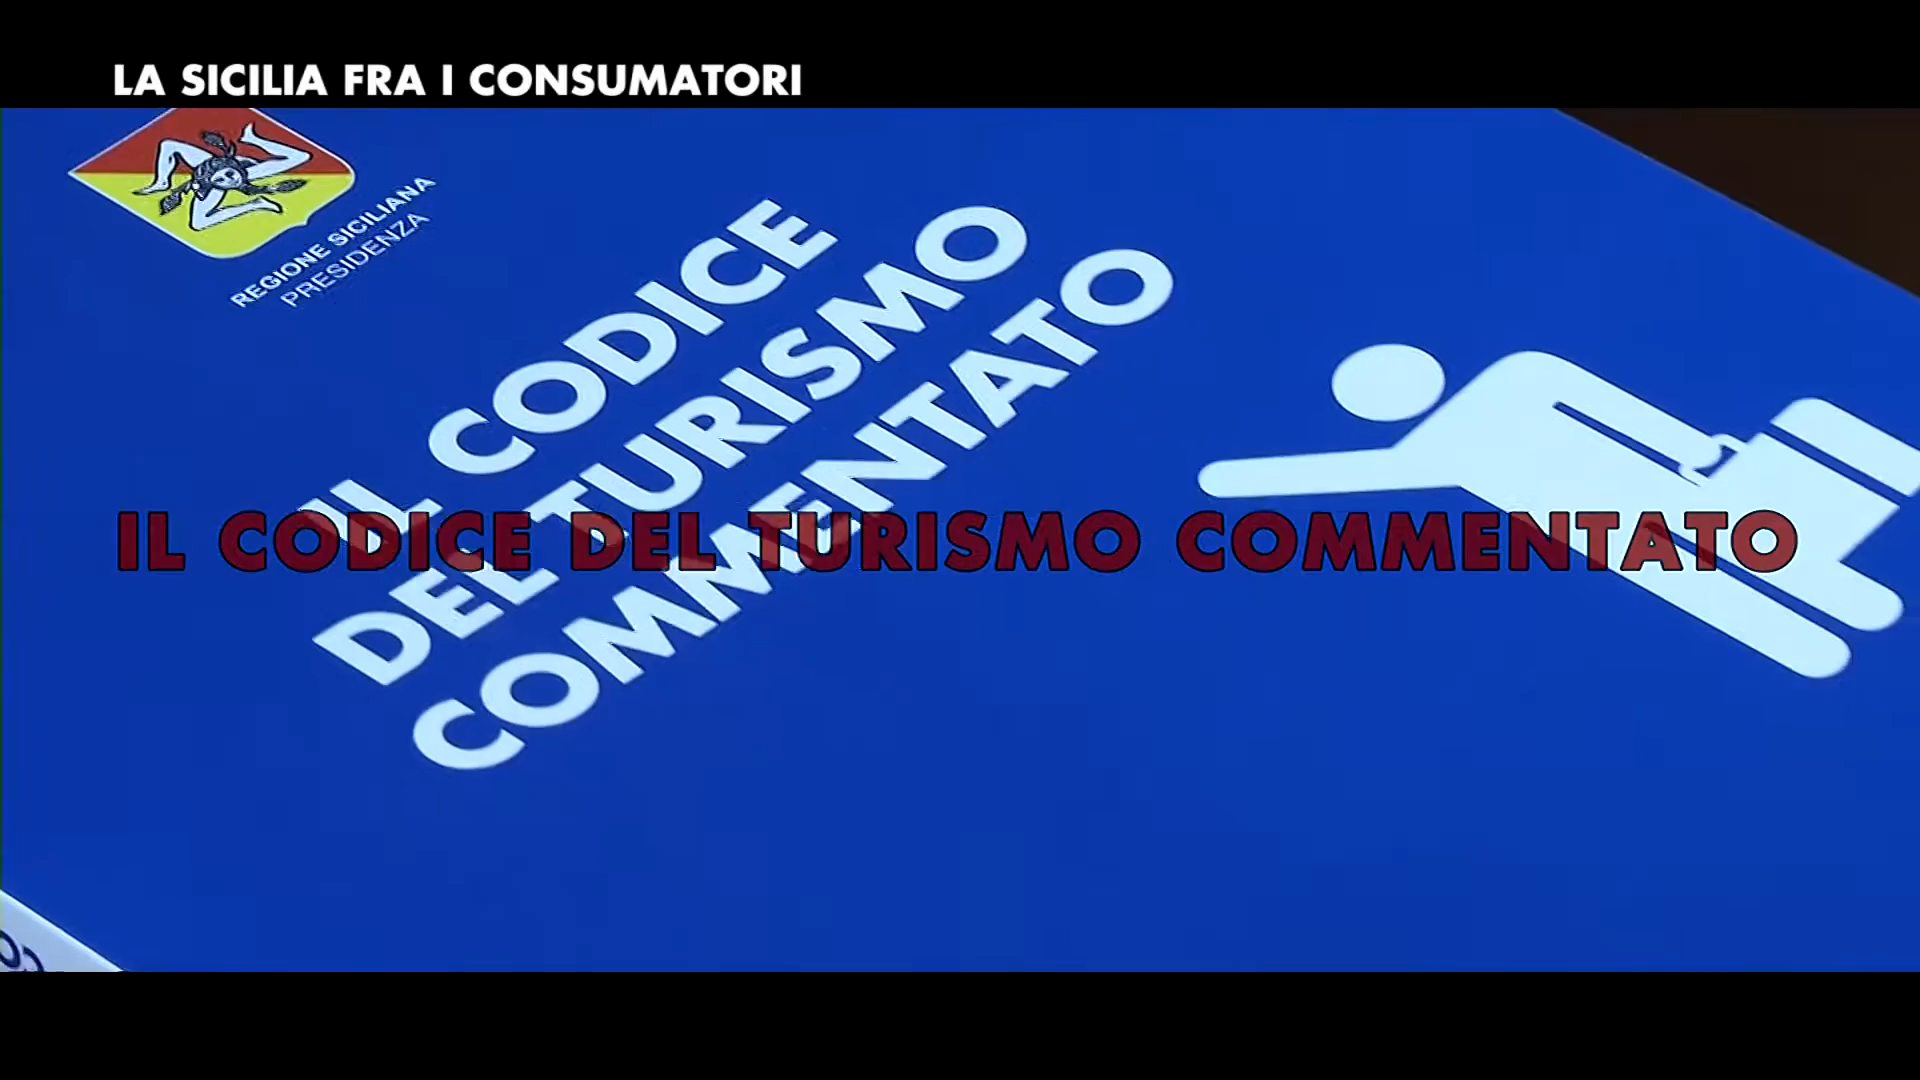 LA SICILIA FRA I CONSUMATORI
REGIONE SICILIANA
PRESIDENZA
IL CODICE
DEL TURISMO
COMMENTATO
IL CODICE DEL TURISMO COMMENTATO